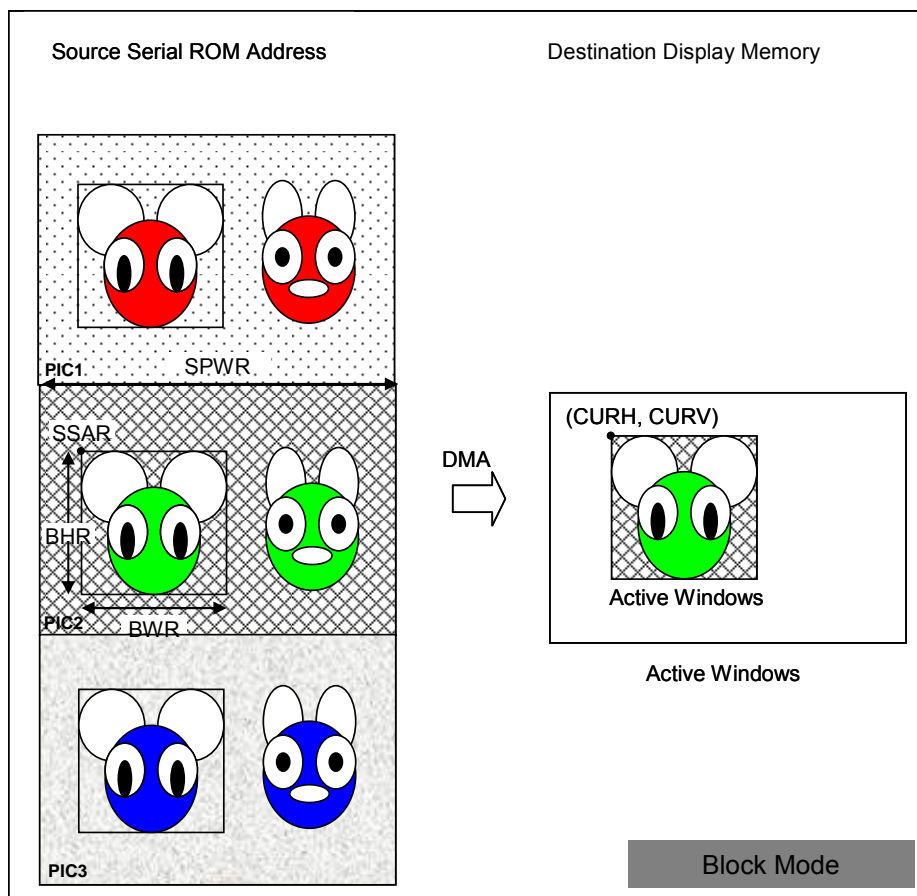 Source Serial ROM Address
Destination Display Memory
PIC1
SPWR
SSAR
BHR
PIC2
BWR
DMA
(CURH, CURV)
Active Windows
Active Windows
PIC3
Block Mode